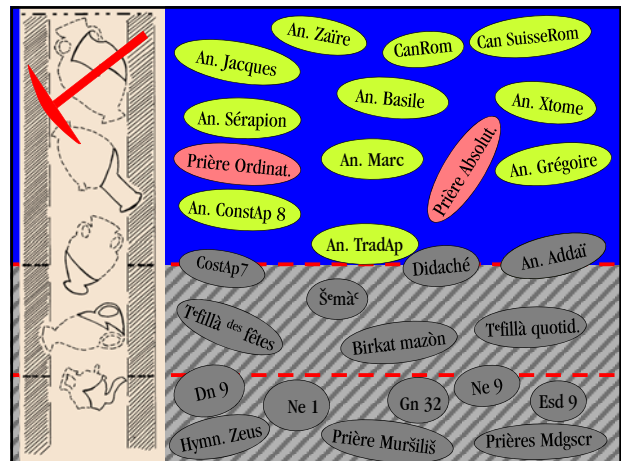 An. Zaïre
CanRom
Can SuisseRom
An. Jacques
An. Basile
An. Xtome
An. Sérapion
Prière Ordinat.
An. Marc
Prière Absolut.
An. Grégoire
An. ConstAp 8
An. TradAp
CostAp7
Didaché
An. Addaï
Šᵉmàᶜ
Tᵉfillà des fêtes
Birkat mazòn
Tᵉfillà quotid.
Dn 9
Ne 1
Gn 32
Ne 9
Esd 9
Hymn. Zeus
Prière Muršiliš
Prières Mdgscr